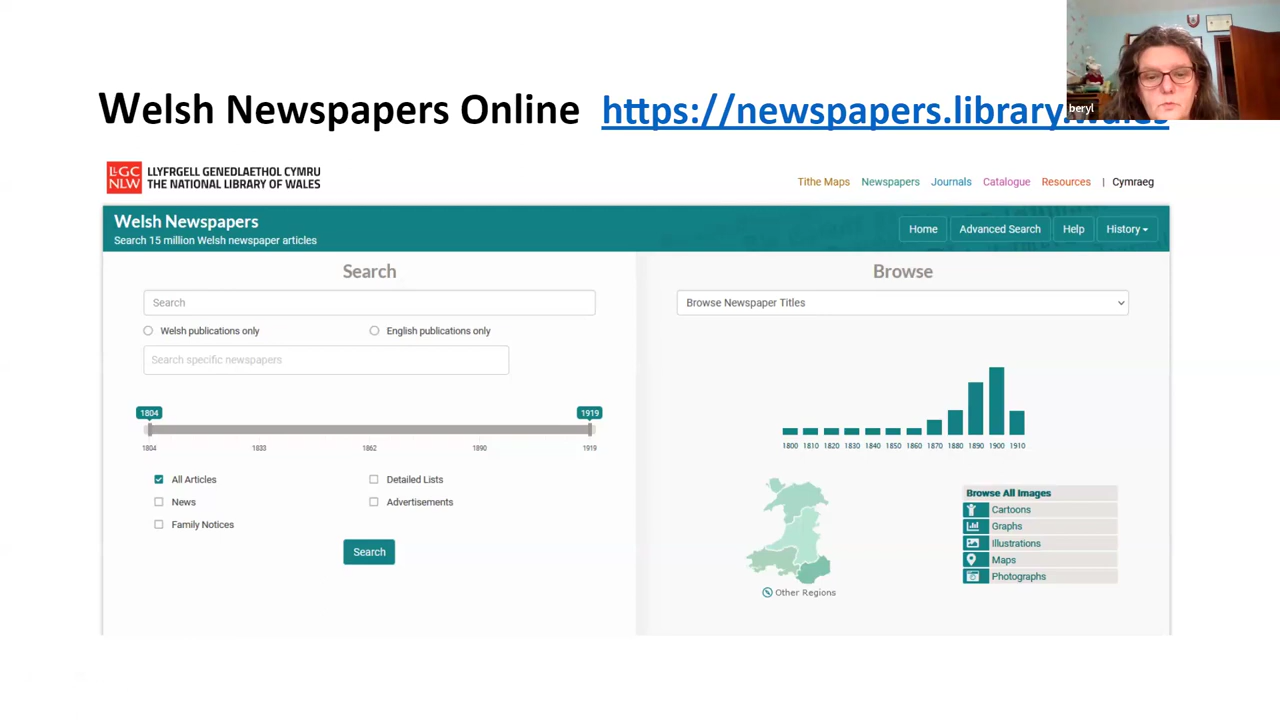 Welsh Newspapers Online https://newspapers.library.wales
beryl
LLGC
NLW
LLYFRGELL GENEDLAETHOL CYMRU
THE NATIONAL LIBRARY OF WALES
Tithe Maps Newspapers Journals Catalogue Resources | Cymraeg
Welsh Newspapers
Search 15 million Welsh newspaper articles
Home Advanced Search Help History
Search
Search
Welsh publications only English publications only
Search specific newspapers
1804 1919
1804 1833 1862 1890 1919
All Articles Detailed Lists
News Advertisements
Family Notices
Search
Browse
Browse Newspaper Titles
1800 1810 1820 1830 1840 1850 1860 1870 1880 1890 1900 1910
Other Regions
Browse All Images
Cartoons
Graphs
Illustrations
Maps
Photographs